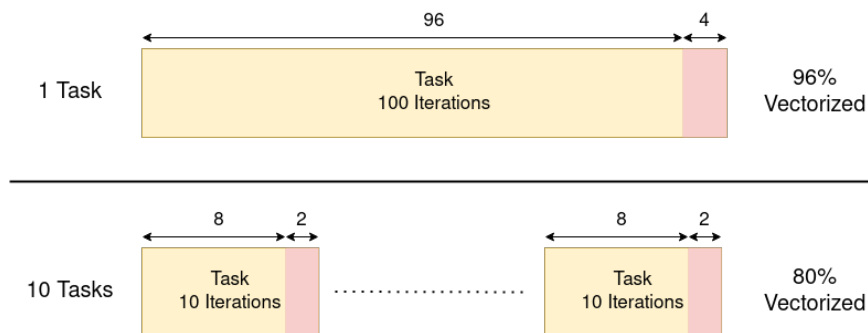 96
4
1 Task
Task
100 Iterations
96%
Vectorized
8
2
8
2
10 Tasks
Task
10 Iterations
Task
10 Iterations
80%
Vectorized